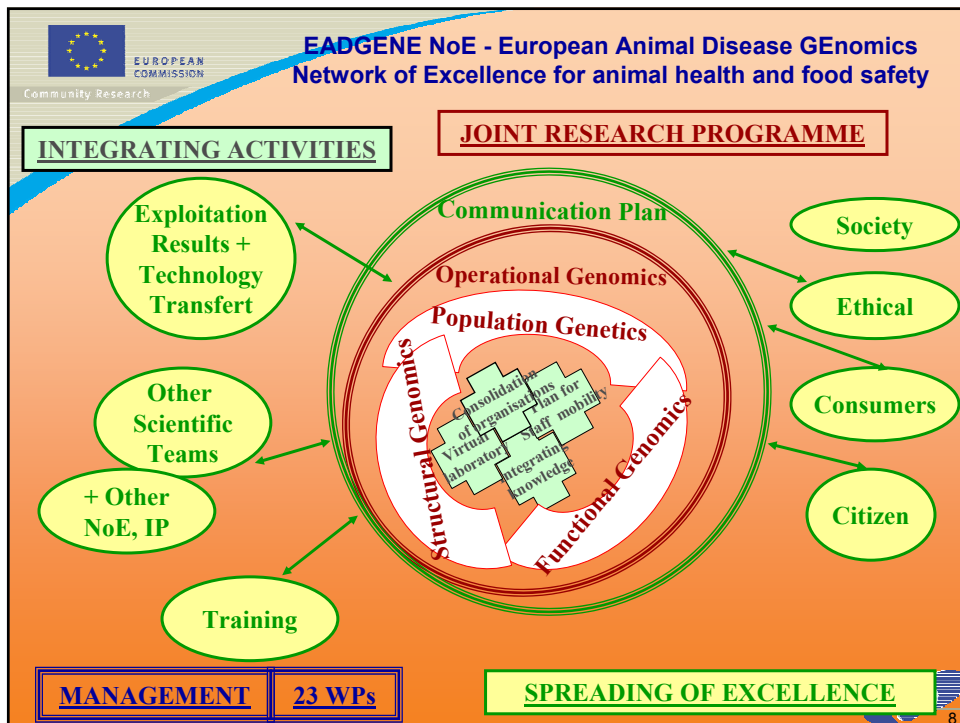 EUROPEAN
COMMISSION
Community Research
EADGENE NoE - European Animal Disease GEnomics
Network of Excellence for animal health and food safety
INTEGRATING ACTIVITIES
JOINT RESEARCH PROGRAMME
Exploitation
Results +
Technology
Transfert
Other
Scientific
Teams
+ Other
NoE, IP
Training
Communication Plan
Operational Genomics
Population Genetics
Structural Genomics
Functional Genomics
Consolidation
of organisations
Plan for
Staff mobility
Virtual
laboratory
Integrating
knowledge
Society
Ethical
Consumers
Citizen
MANAGEMENT
23 WPs
SPREADING OF EXCELLENCE
8